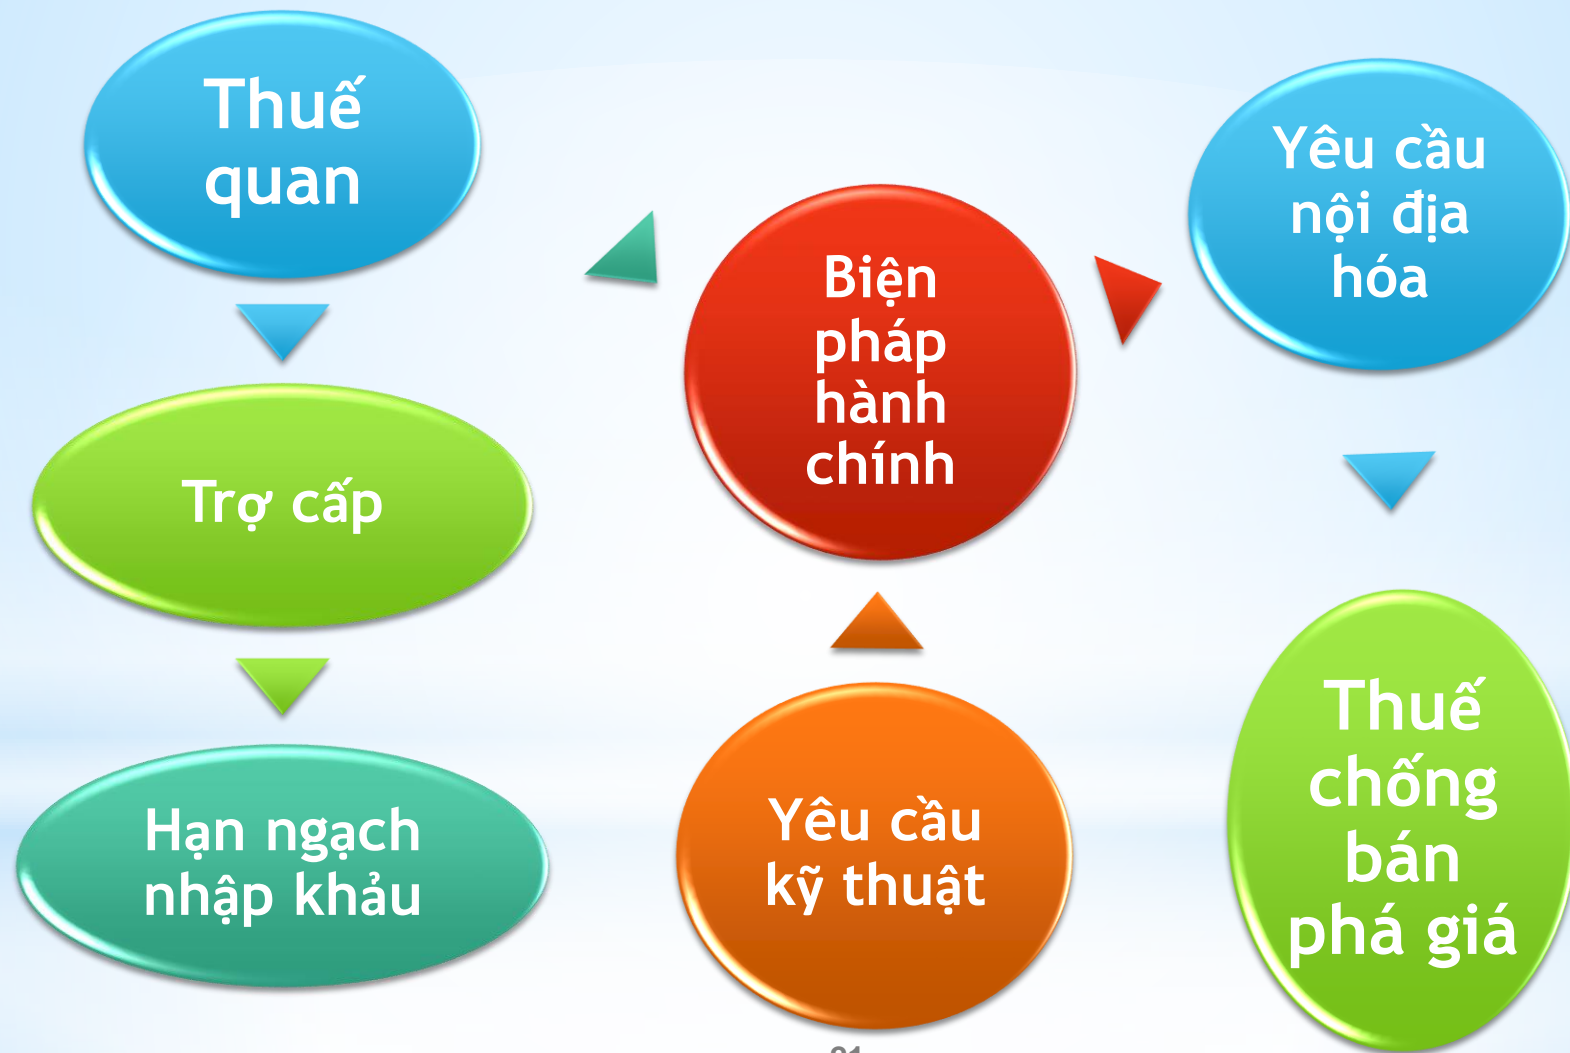 Thuế
quan
Trợ cấp
Hạn ngạch
nhập khẩu
Biện
pháp
hành
chính
Yêu cầu
kỹ thuật
Yêu cầu
nội địa
hóa
Thuế
chống
bán
phá giá